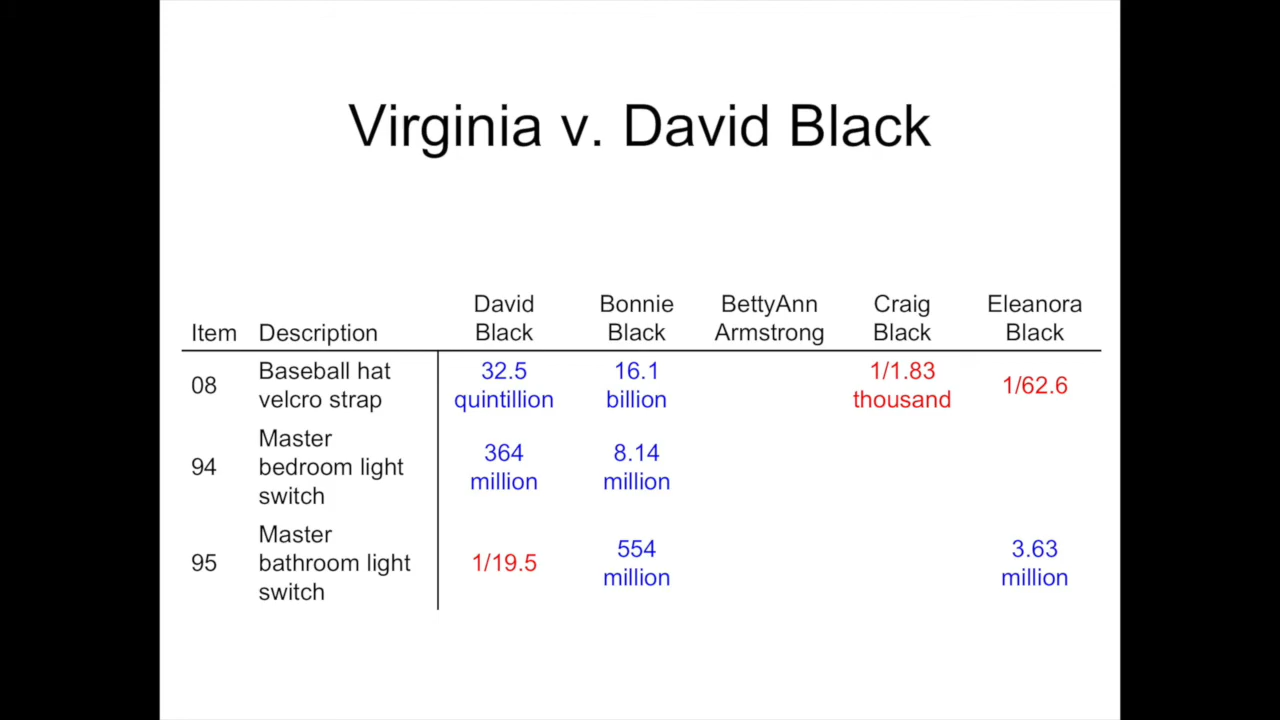 Virginia v. David Black
David Bonnie BettyAnn Craig Eleanora
Item Description Black Black Armstrong Black Black
08 Baseball hat velcro strap 32.5 quintillion 16.1 billion 1/1.83 thousand 1/62.6
94 Master bedroom light switch 364 million 8.14 million
95 Master bathroom light switch 1/19.5 554 million 3.63 million